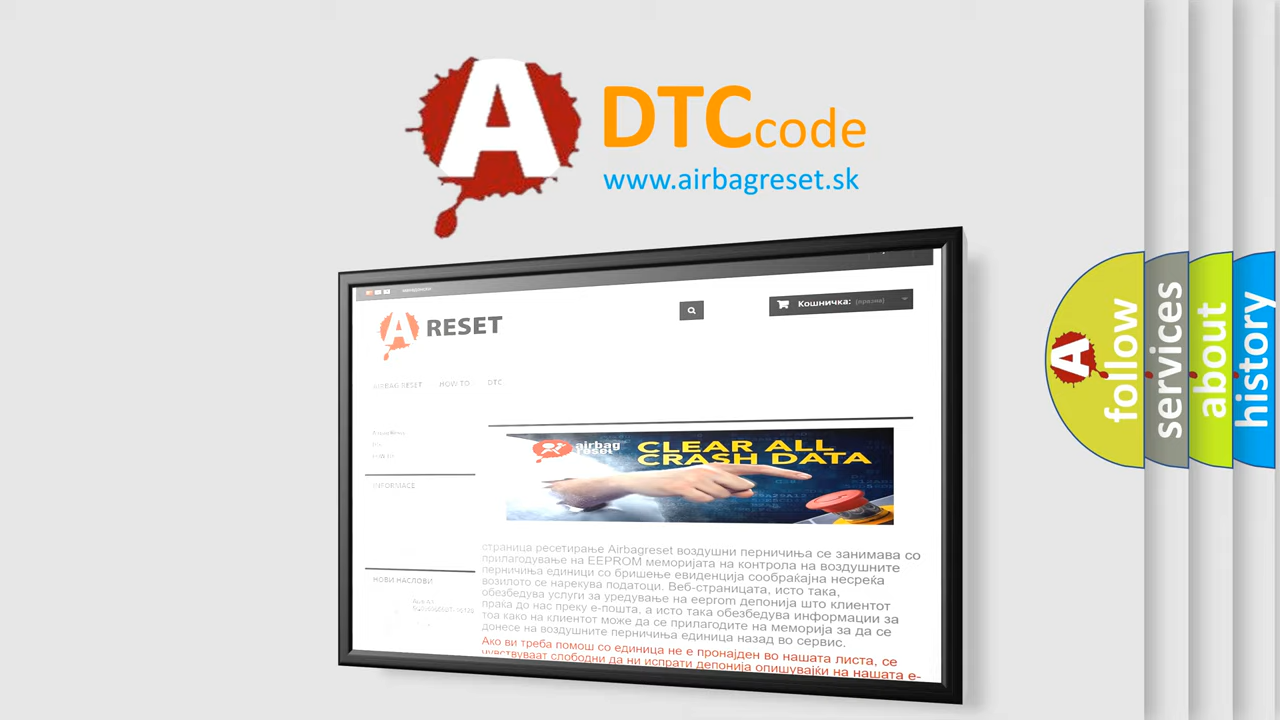 A DTCcode
www.airbagreset.sk
A RESET
Кошничка: (празна)
AIRBAG RESET HOW TO DTC
airbag reset
CLEAR ALL
CRASH DATA
INFORMACE
НОВИ НАСЛОВИ
страница ресетирање Airbagreset воздушни перничиња се занимава со
прилагодување на EEPROM меморијата на контрола на воздушните
перничиња единици со бришење евиденција сообраќајна несреќа
возилото се нарекува податоци. Веб-страницата, исто така,
обезбедува услуги за уредување на eeprom депонија што клиентот
праќа до нас преку е-пошта, а исто така обезбедува информации за
тоа како на клиентот може да се прилагодите на меморија за да се
донесе на воздушните перничиња единица назад во сервис.
Ако ви треба помош со единица не е пронајден во нашата листа, се
чувствуваат слободни да ни испрати депонија опишувајќи на нашата е-
A follow
services
about
history